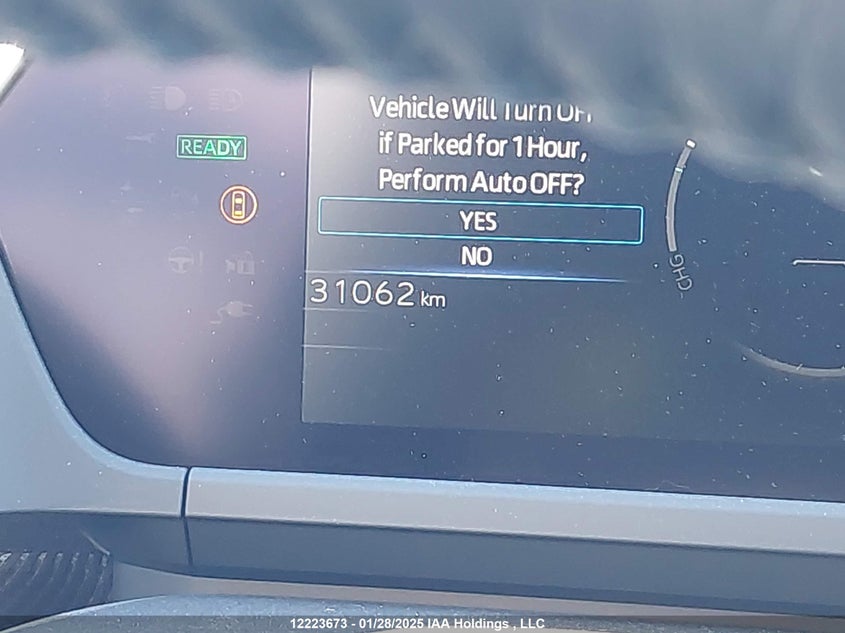 Vehicle Will Turn OFF
if Parked for 1 Hour,
Perform Auto OFF?
READY
YES
NO
CHG
31062 km
12223673 - 01/28/2025 IAA Holdings , LLC